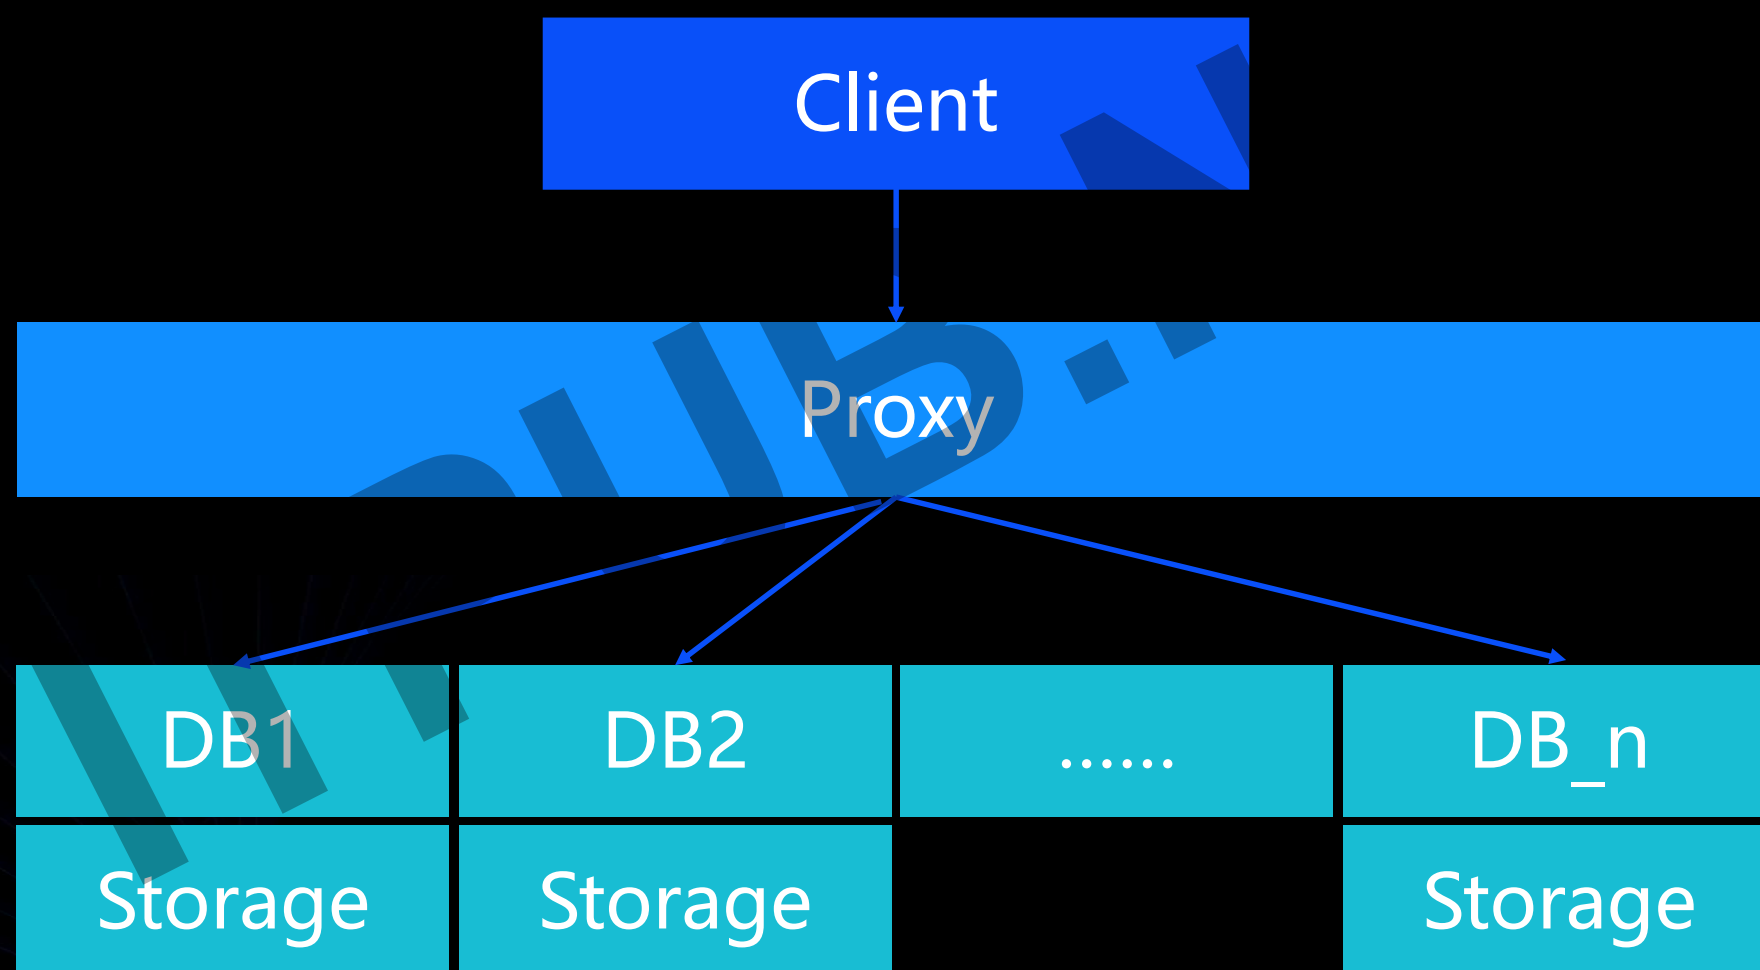 Client
Proxy
DB1
DB2
......
DB_n
Storage
Storage
Storage